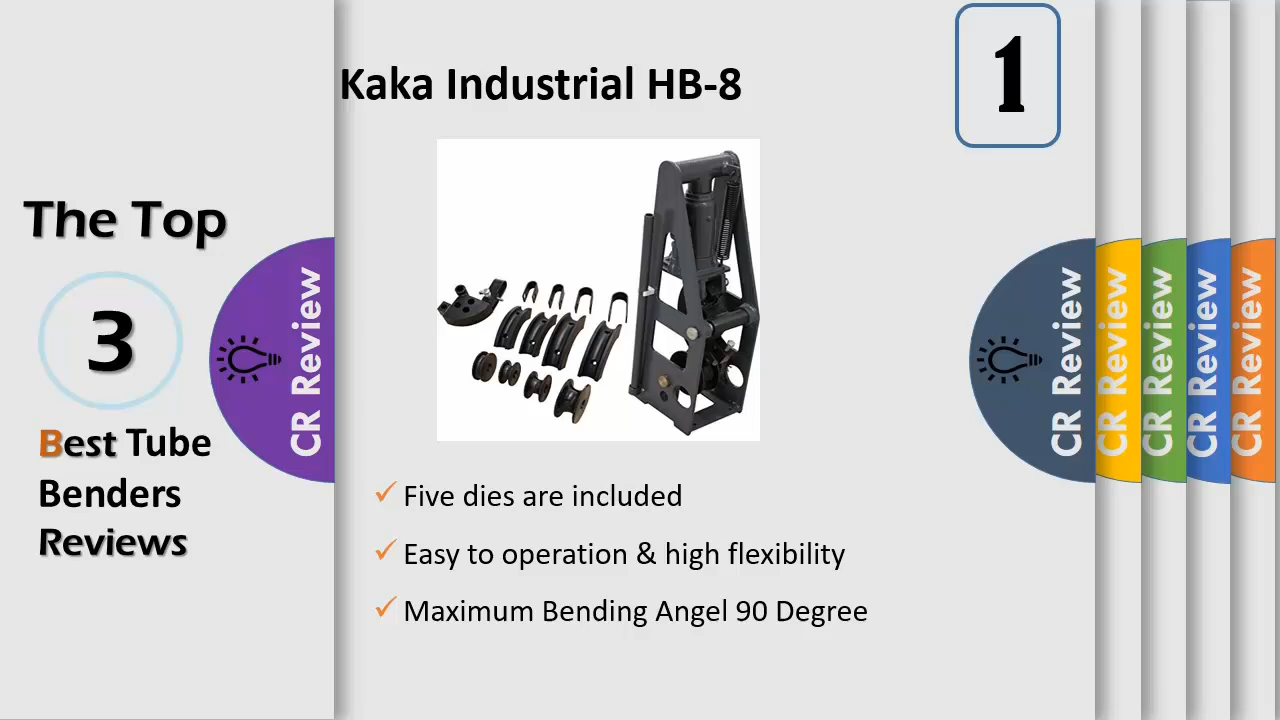 The Top
3
Best Tube
Benders
Reviews
CR Review
Kaka Industrial HB-8
1
Five dies are included
Easy to operation & high flexibility
Maximum Bending Angel 90 Degree
CR Review
CR Review
CR Review
CR Review
CR Review